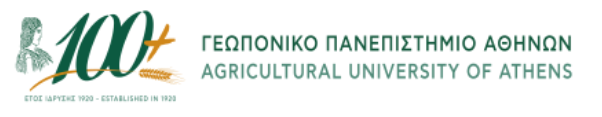 100+
ΓΕΩΠΟΝΙΚΟ ΠΑΝΕΠΙΣΤΗΜΙΟ ΑΘΗΝΩΝ
AGRICULTURAL UNIVERSITY OF ATHENS
ΕΤΟΣ ΙΔΡΥΣΗΣ 1920 - ESTABLISHED IN 1920